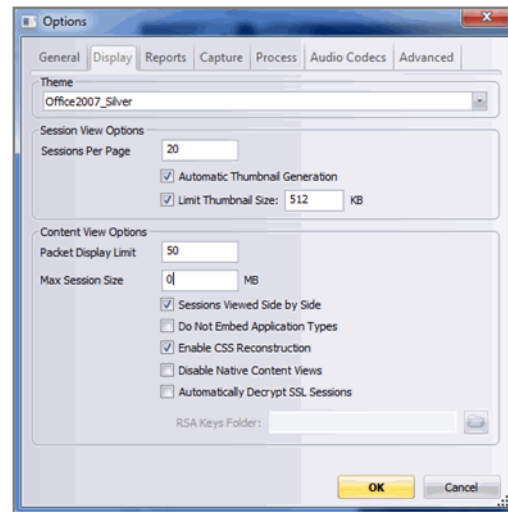 Options
General Display Reports Capture Process Audio Codecs Advanced
Theme
Office2007_Silver
Session View Options
Sessions Per Page 20
Automatic Thumbnail Generation
Limit Thumbnail Size: 512 KB
Content View Options
Packet Display Limit 50
Max Session Size 0 MB
Sessions Viewed Side by Side
Do Not Embed Application Types
Enable CSS Reconstruction
Disable Native Content Views
Automatically Decrypt SSL Sessions
RSA Keys Folder:
OK Cancel